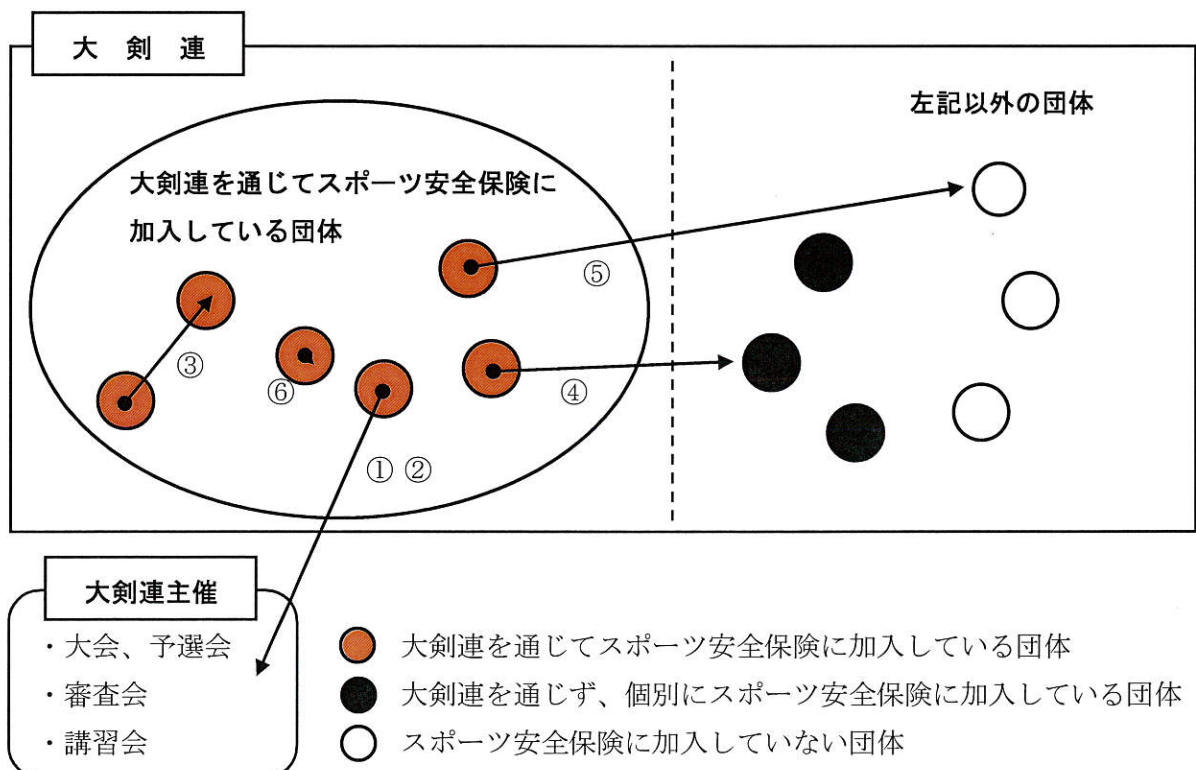 大 剣 連
左記以外の団体
大剣連を通じてスポーツ安全保険に
加入している団体
⑤
③
⑥
④
① ②
大剣連主催
・大会、予選会
・審査会
・講習会
大剣連を通じてスポーツ安全保険に加入している団体
大剣連を通じず、個別にスポーツ安全保険に加入している団体
スポーツ安全保険に加入していない団体